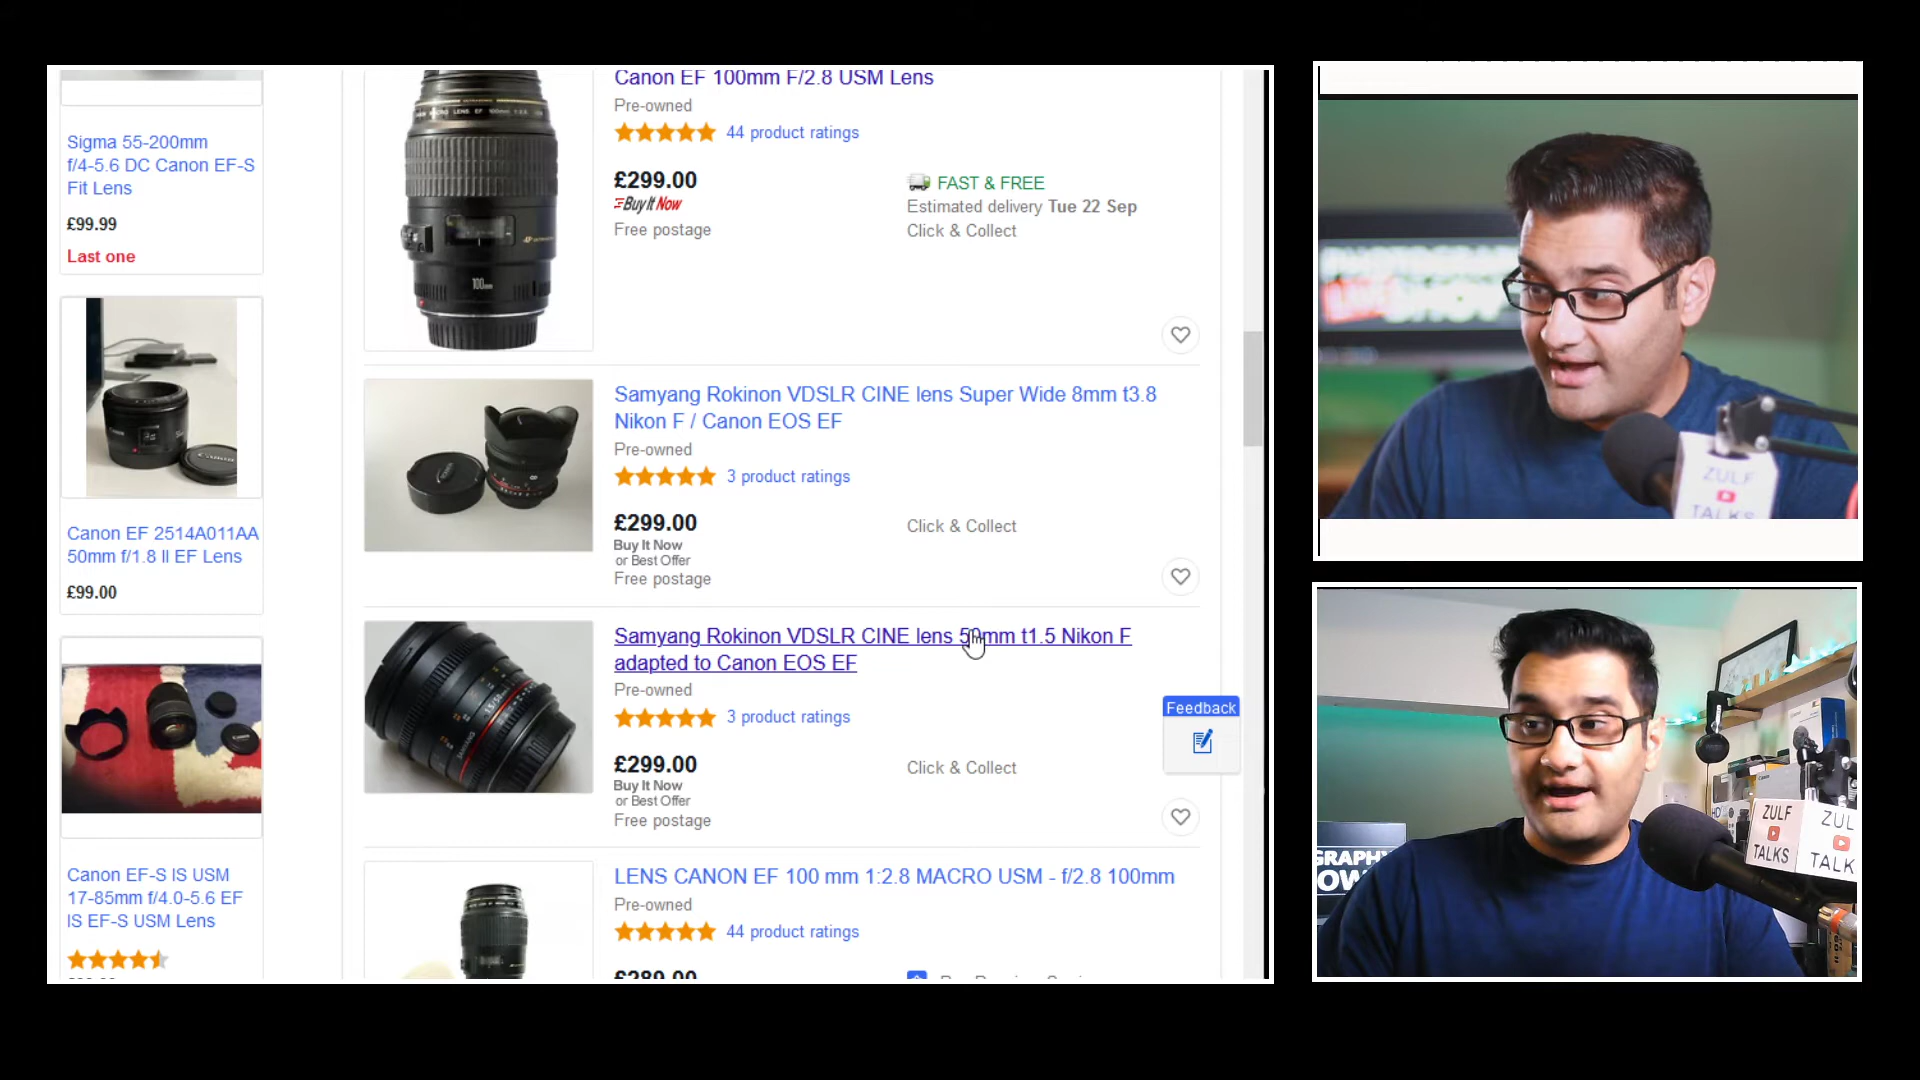 Sigma 55-200mm
f/4-5.6 DC Canon EF-S
Fit Lens
£99.99
Last one
Canon EF 2514A011AA
50mm f/1.8 II EF Lens
£99.00
Canon EF-S IS USM
17-85mm f/4.0-5.6 EF
IS EF-S USM Lens
Canon EF 100mm F/2.8 USM Lens
Pre-owned
44 product ratings
£299.00
Buy It Now
Free postage
FAST & FREE
Estimated delivery Tue 22 Sep
Click & Collect
100mm
Samyang Rokinon VDSLR CINE lens Super Wide 8mm t3.8
Nikon F / Canon EOS EF
Pre-owned
3 product ratings
£299.00
Buy It Now
or Best Offer
Free postage
Click & Collect
Samyang Rokinon VDSLR CINE lens 50mm t1.5 Nikon F
adapted to Canon EOS EF
Pre-owned
3 product ratings
£299.00
Buy It Now
or Best Offer
Free postage
Click & Collect
Feedback
LENS CANON EF 100 mm 1:2.8 MACRO USM - f/2.8 100mm
Pre-owned
44 product ratings
£289.00
ZULF
TALKS
ZULF
TALKS
ZUL
TALK
GRAPHY
OW